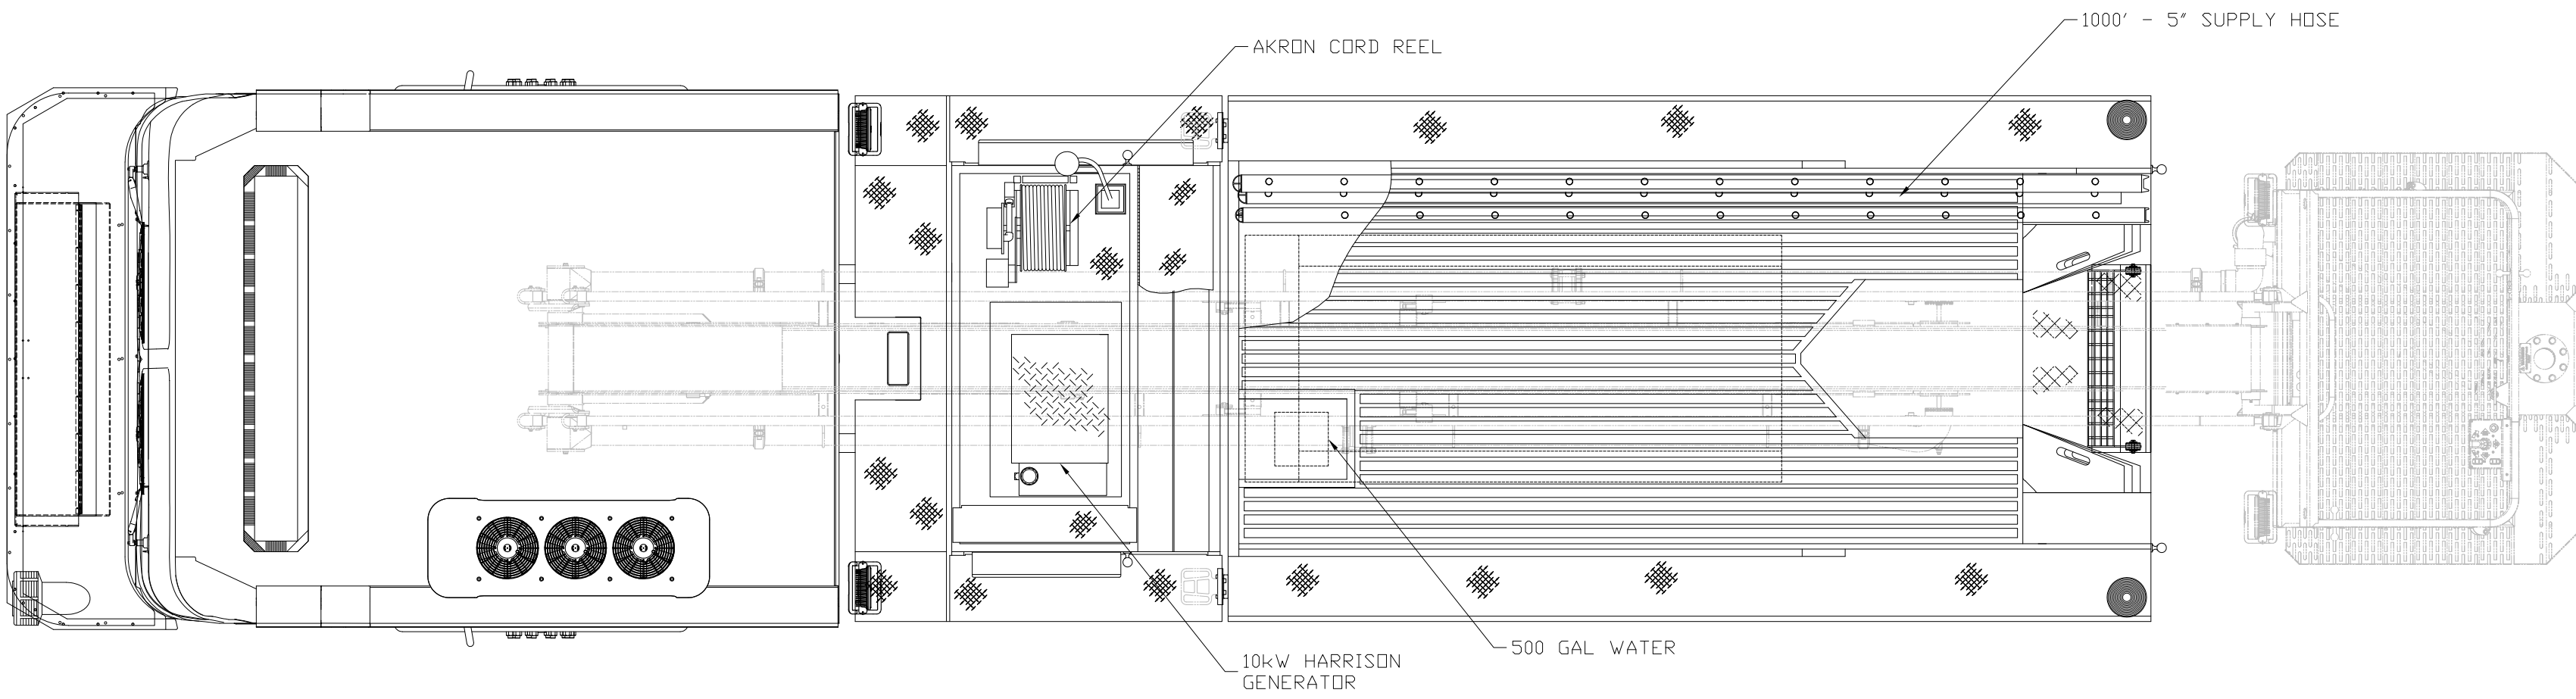 1000' - 5" SUPPLY HOSE
AKRON CORD REEL
500 GAL WATER
10kW HARRISON
GENERATOR